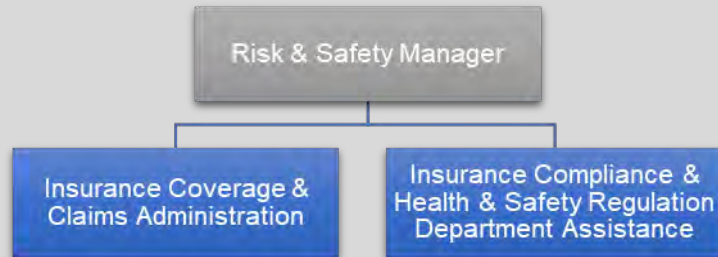 Risk & Safety Manager
Insurance Coverage &
Claims Administration
Insurance Compliance &
Health & Safety Regulation
Department Assistance